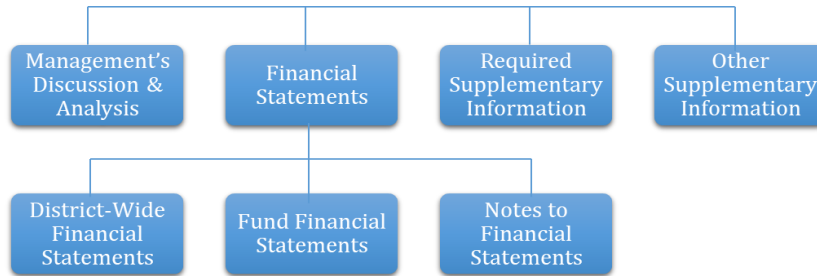 Management's
Discussion &
Analysis
Financial
Statements
Required
Supplementary
Information
Other
Supplementary
Information
District-Wide
Financial
Statements
Fund Financial
Statements
Notes to
Financial
Statements